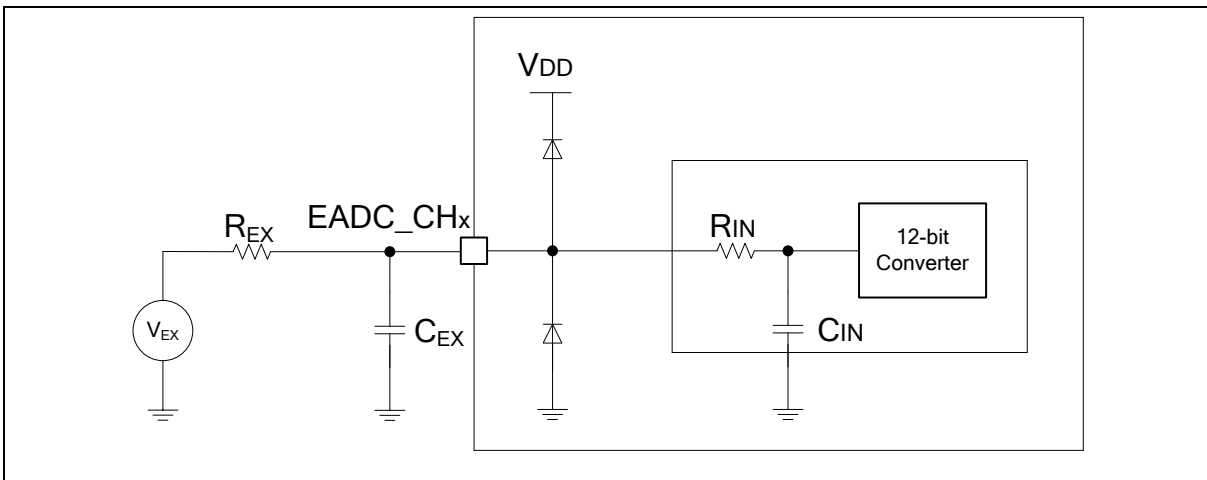 VDD
EADC_CHx
REX
RIN
12-bit
Converter
VEX
CEX
CIN